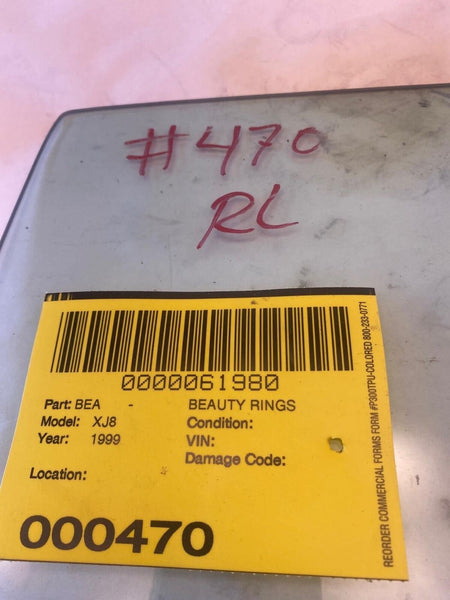 #470
RL
0000061980
Part: BEA - BEAUTY RINGS
Model: XJ8 Condition:
Year: 1999 VIN:
Damage Code:
Location:
000470
REORDER COMMERCIAL FORMS FORM #P300TPU-COLORED 800-233-0771